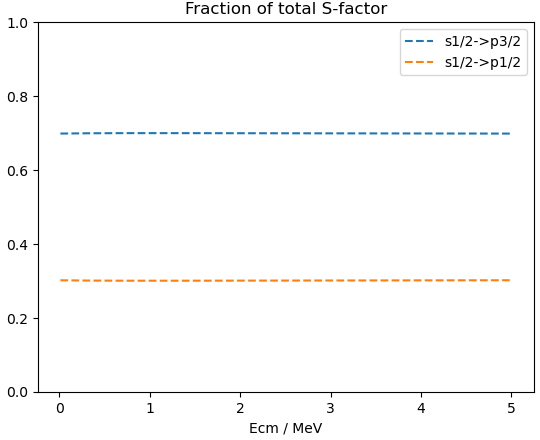 Fraction of total S-factor
1.0
s1/2->p3/2
s1/2->p1/2
0.8
0.6
0.4
0.2
0.0
0 1 2 3 4 5
Ecm / MeV